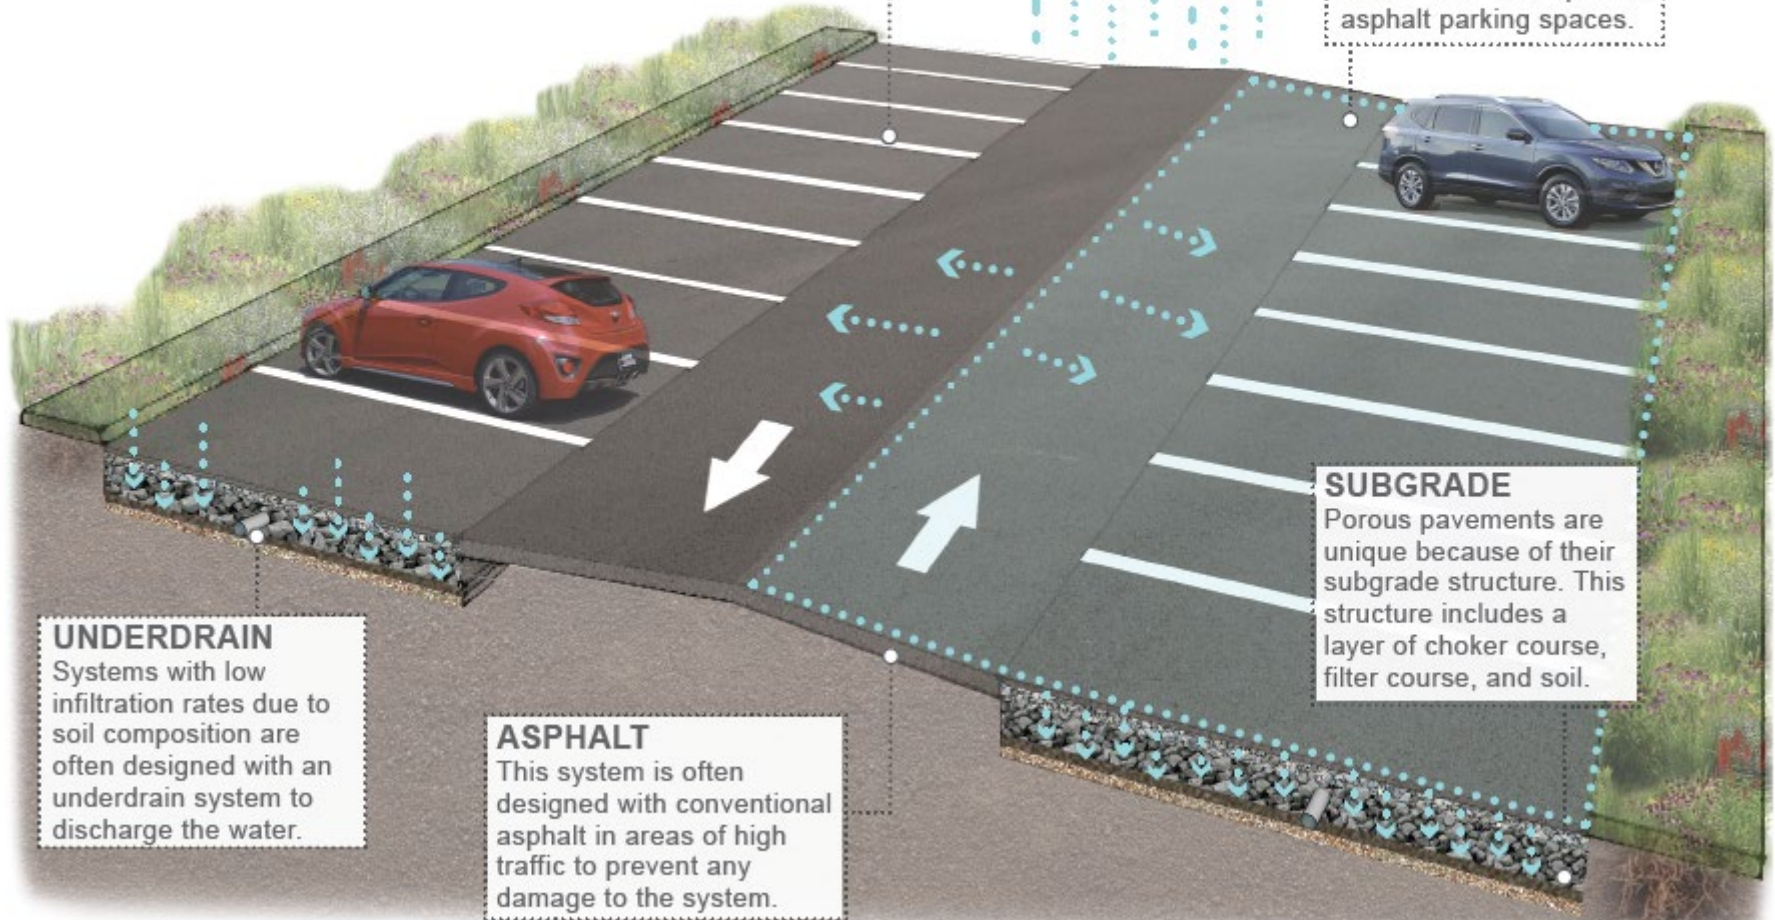 asphalt parking spaces.
SUBGRADE
Porous pavements are
unique because of their
subgrade structure. This
structure includes a
layer of choker course,
filter course, and soil.
UNDERDRAIN
Systems with low
infiltration rates due to
soil composition are
often designed with an
underdrain system to
discharge the water.
ASPHALT
This system is often
designed with conventional
asphalt in areas of high
traffic to prevent any
damage to the system.